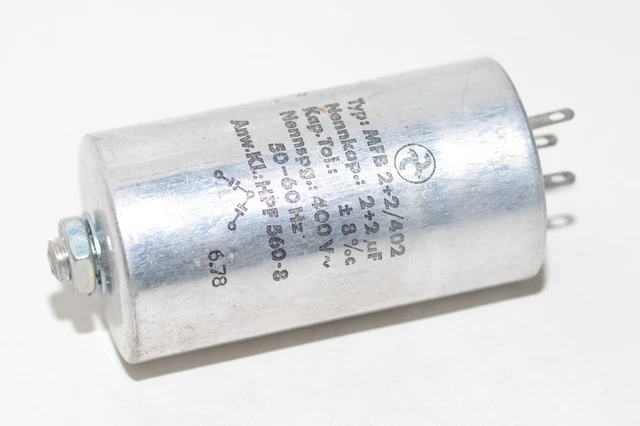 Typ: MFB 2+2/402
Nennkap.: 2+2 µF
Kap.Tol.: ± 8 %
Nennspg.: 400 V~
50-60 Hz
Anw.Kl.: HPF 560-8
6.78